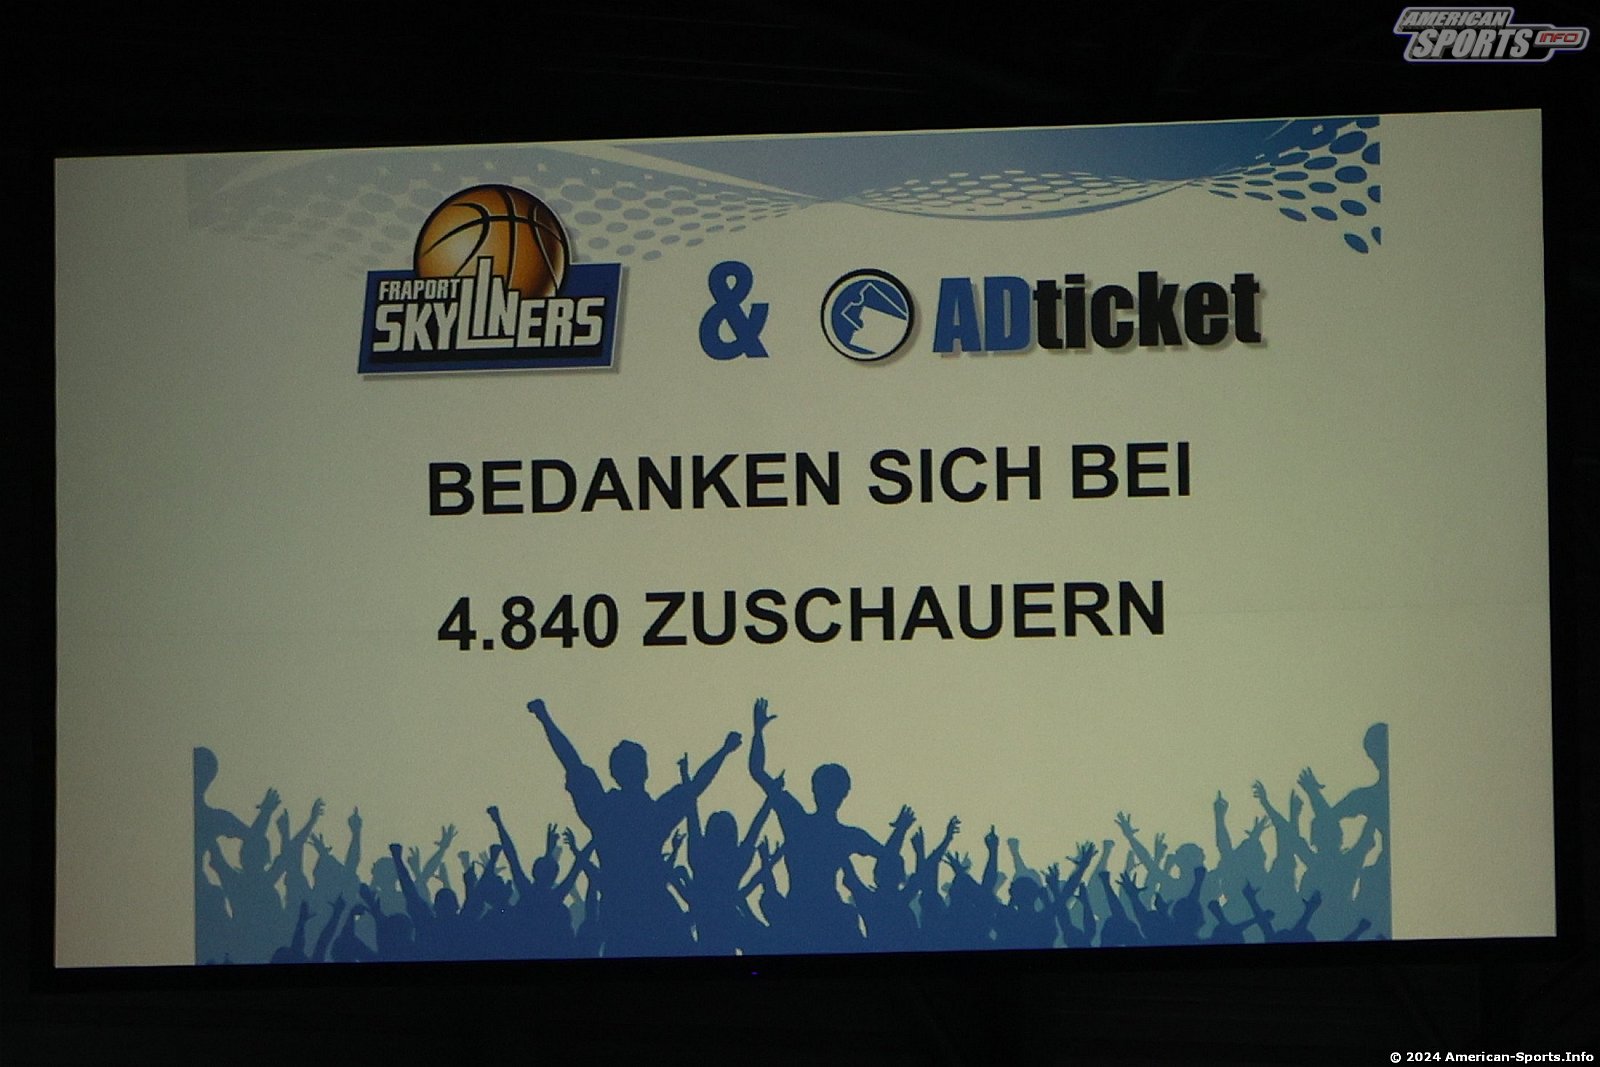 AMERICAN
SPORTS INFO
FRAPORT
SKYLINERS
& ADticket
BEDANKEN SICH BEI
4.840 ZUSCHAUERN
© 2024 American-Sports.Info